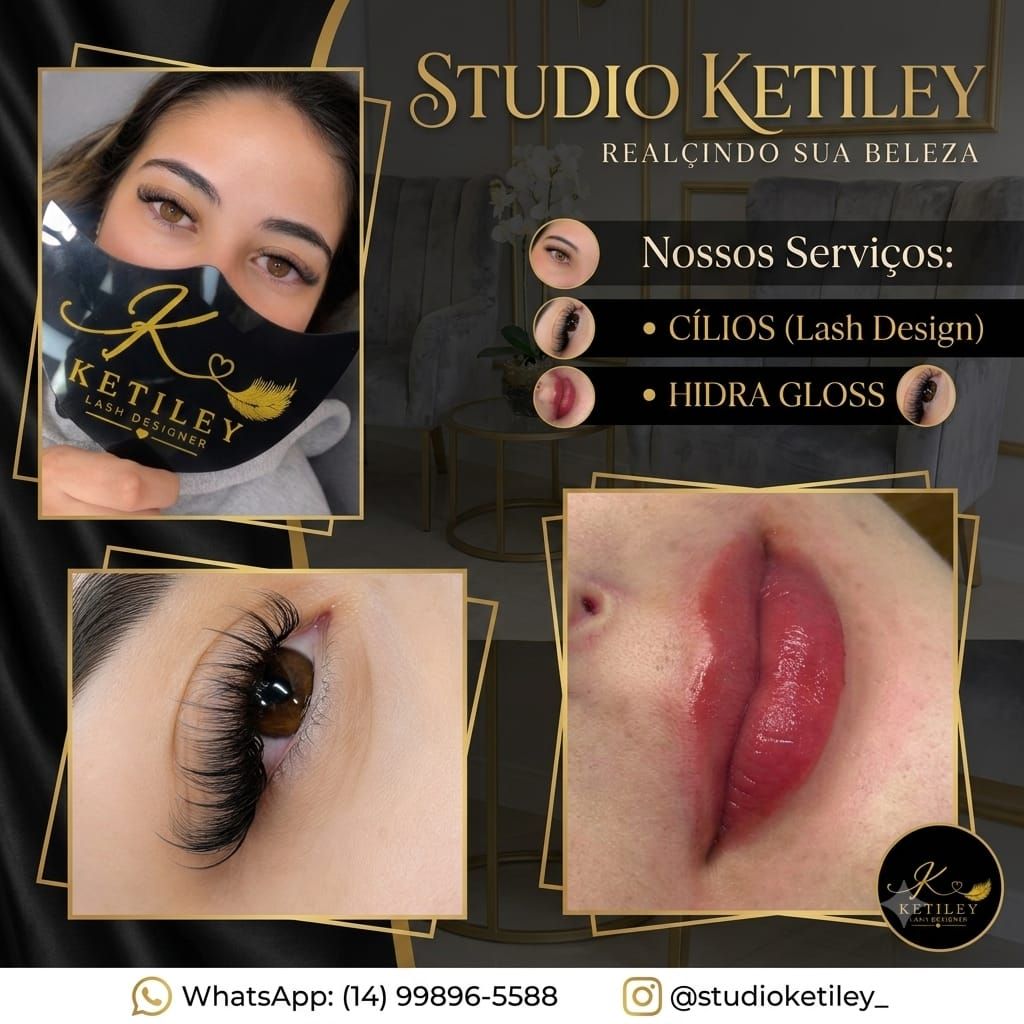 STUDIO KETILEY
REALÇINDO SUA BELEZA
Nossos Serviços:
• CÍLIOS (Lash Design)
• HIDRA GLOSS
K
KETILEY
LASH DESIGNER
K
KETILEY
LASH DESIGNER
WhatsApp: (14) 99896-5588
@studioketiley_